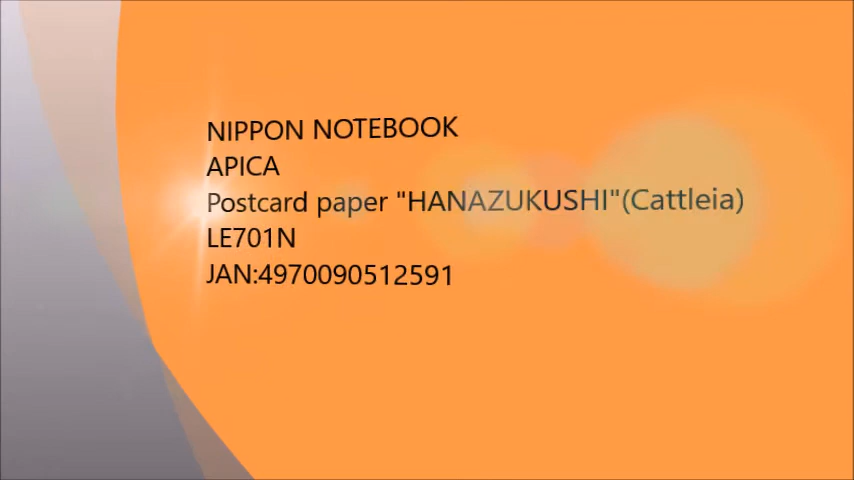 NIPPON NOTEBOOK
APICA
Postcard paper "HANAZUKUSHI"(Cattleia)
LE701N
JAN:4970090512591